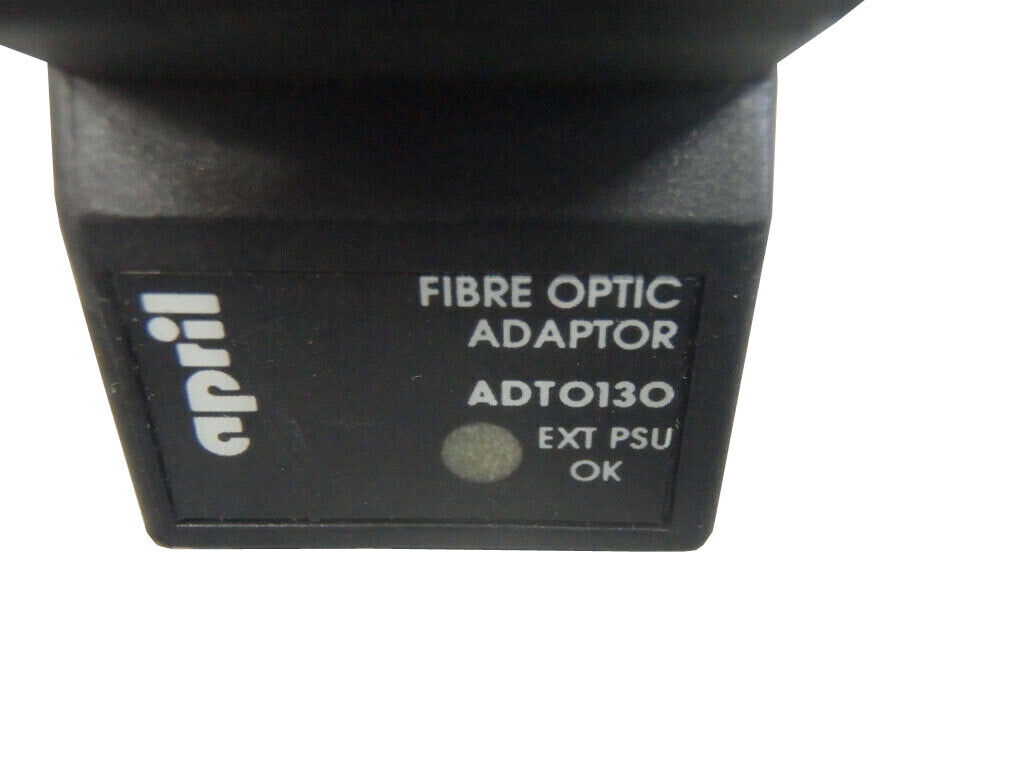 april
FIBRE OPTIC
ADAPTOR
ADT0130
EXT PSU
OK